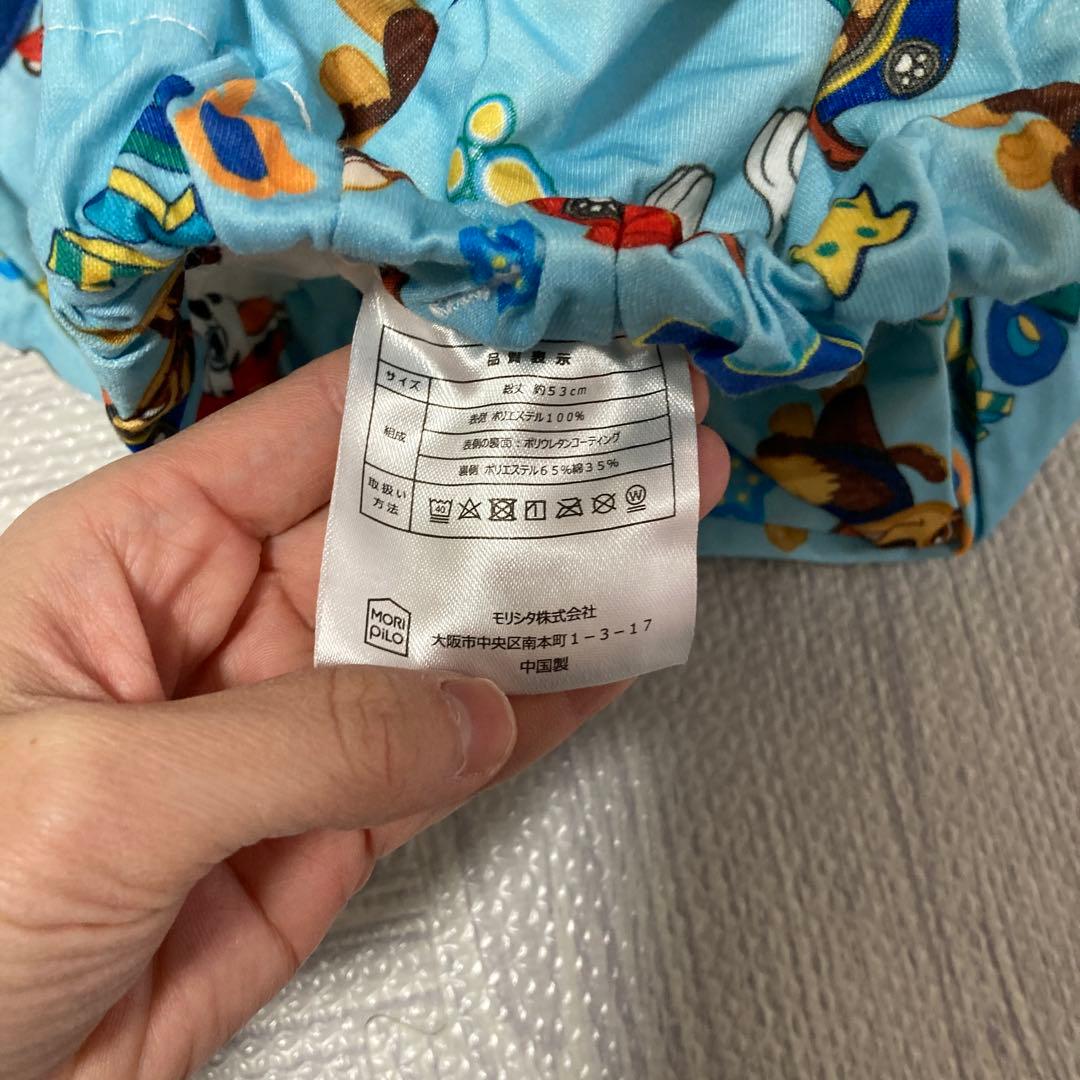 品質表示
サイズ 総丈 約53cm
組成 表側 ポリエステル100%
表側の裏面：ポリウレタンコーティング
裏側 ポリエステル65%綿35%
取扱い方法
40 W
MORI PiLO
モリシタ株式会社
大阪市中央区南本町1-3-17
中国製